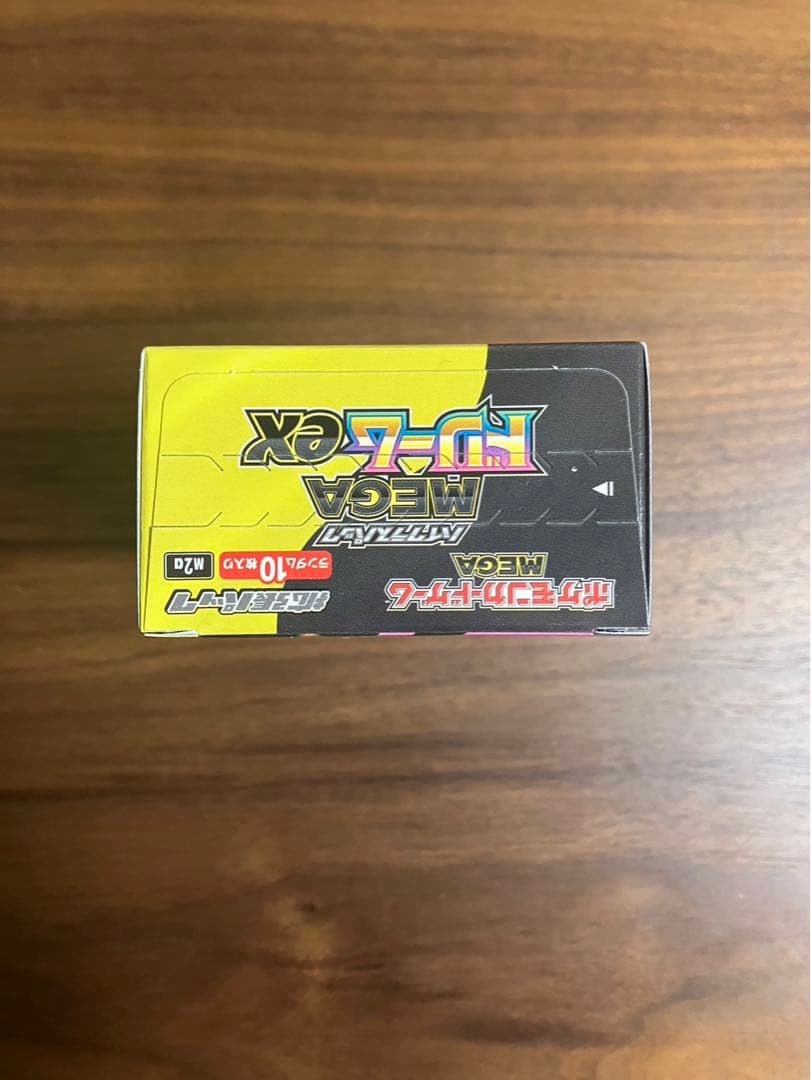 ポケモンカードゲーム
MEGA
拡張パック
ランダム10枚入り
M2a
ハイクラスパック
MEGA
ドリームex